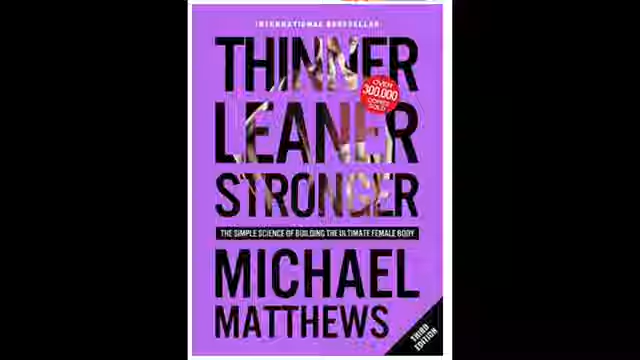 INTERNATIONAL BESTSELLER
THINNER
LEANER
STRONGER
OVER
300,000
COPIES
SOLD
THE SIMPLE SCIENCE OF BUILDING THE ULTIMATE FEMALE BODY
MICHAEL
MATTHEWS
THIRD
EDITION